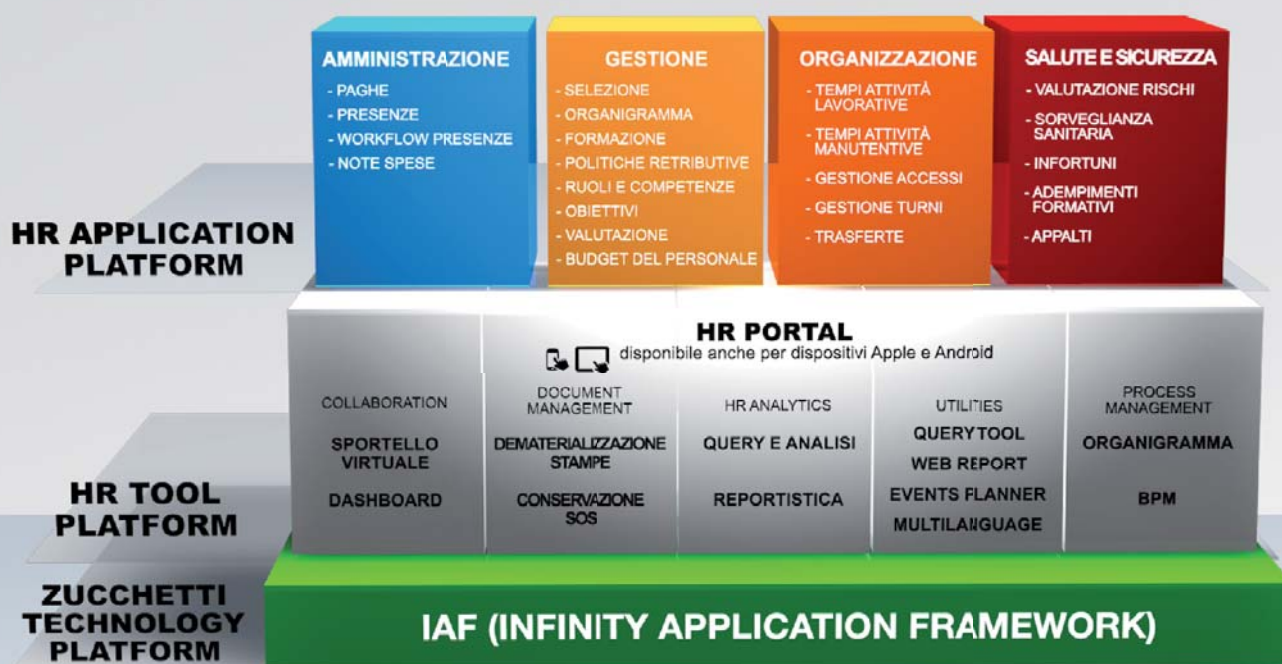 AMMINISTRAZIONE
- PAGHE
- PRESENZE
- WORKFLOW PRESENZE
- NOTE SPESE
GESTIONE
- SELEZIONE
- ORGANIGRAMMA
- FORMAZIONE
- POLITICHE RETRIBUTIVE
- RUOLI E COMPETENZE
- OBIETTIVI
- VALUTAZIONE
- BUDGET DEL PERSONALE
ORGANIZZAZIONE
- TEMPI ATTIVITÀ
LAVORATIVE
- TEMPI ATTIVITÀ
MANUTENTIVE
- GESTIONE ACCESSI
- GESTIONE TURNI
- TRASFERTE
SALUTE E SICUREZZA
- VALUTAZIONE RISCHI
- SORVEGLIANZA
SANITARIA
- INFORTUNI
- ADEMPIMENTI
FORMATIVI
- APPALTI
HR APPLICATION
PLATFORM
HR PORTAL
disponibile anche per dispositivi Apple e Android
COLLABORATION
SPORTELLO
VIRTUALE
DASHBOARD
DOCUMENT
MANAGEMENT
DEMATERIALIZZAZIONE
STAMPE
CONSERVAZIONE
SOS
HR ANALYTICS
QUERY E ANALISI
REPORTISTICA
UTILITIES
QUERY TOOL
WEB REPORT
EVENTS PLANNER
MULTILANGUAGE
PROCESS
MANAGEMENT
ORGANIGRAMMA
BPM
HR TOOL
PLATFORM
ZUCCHETTI
TECHNOLOGY
PLATFORM
IAF (INFINITY APPLICATION FRAMEWORK)